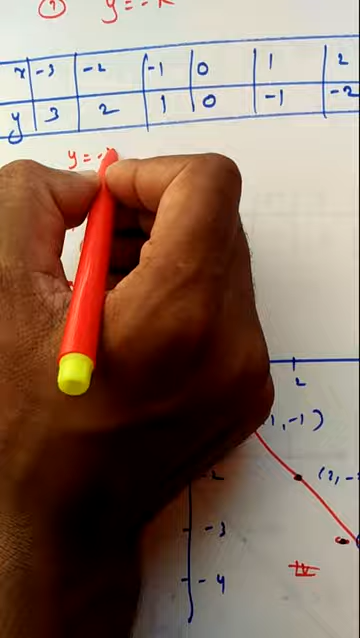 ① y = -x
x -3 -2 -1 0 1 2
y 3 2 1 0 -1 -2
y = -
2
1, -1)
(2, -
-2
-3
IV
-4